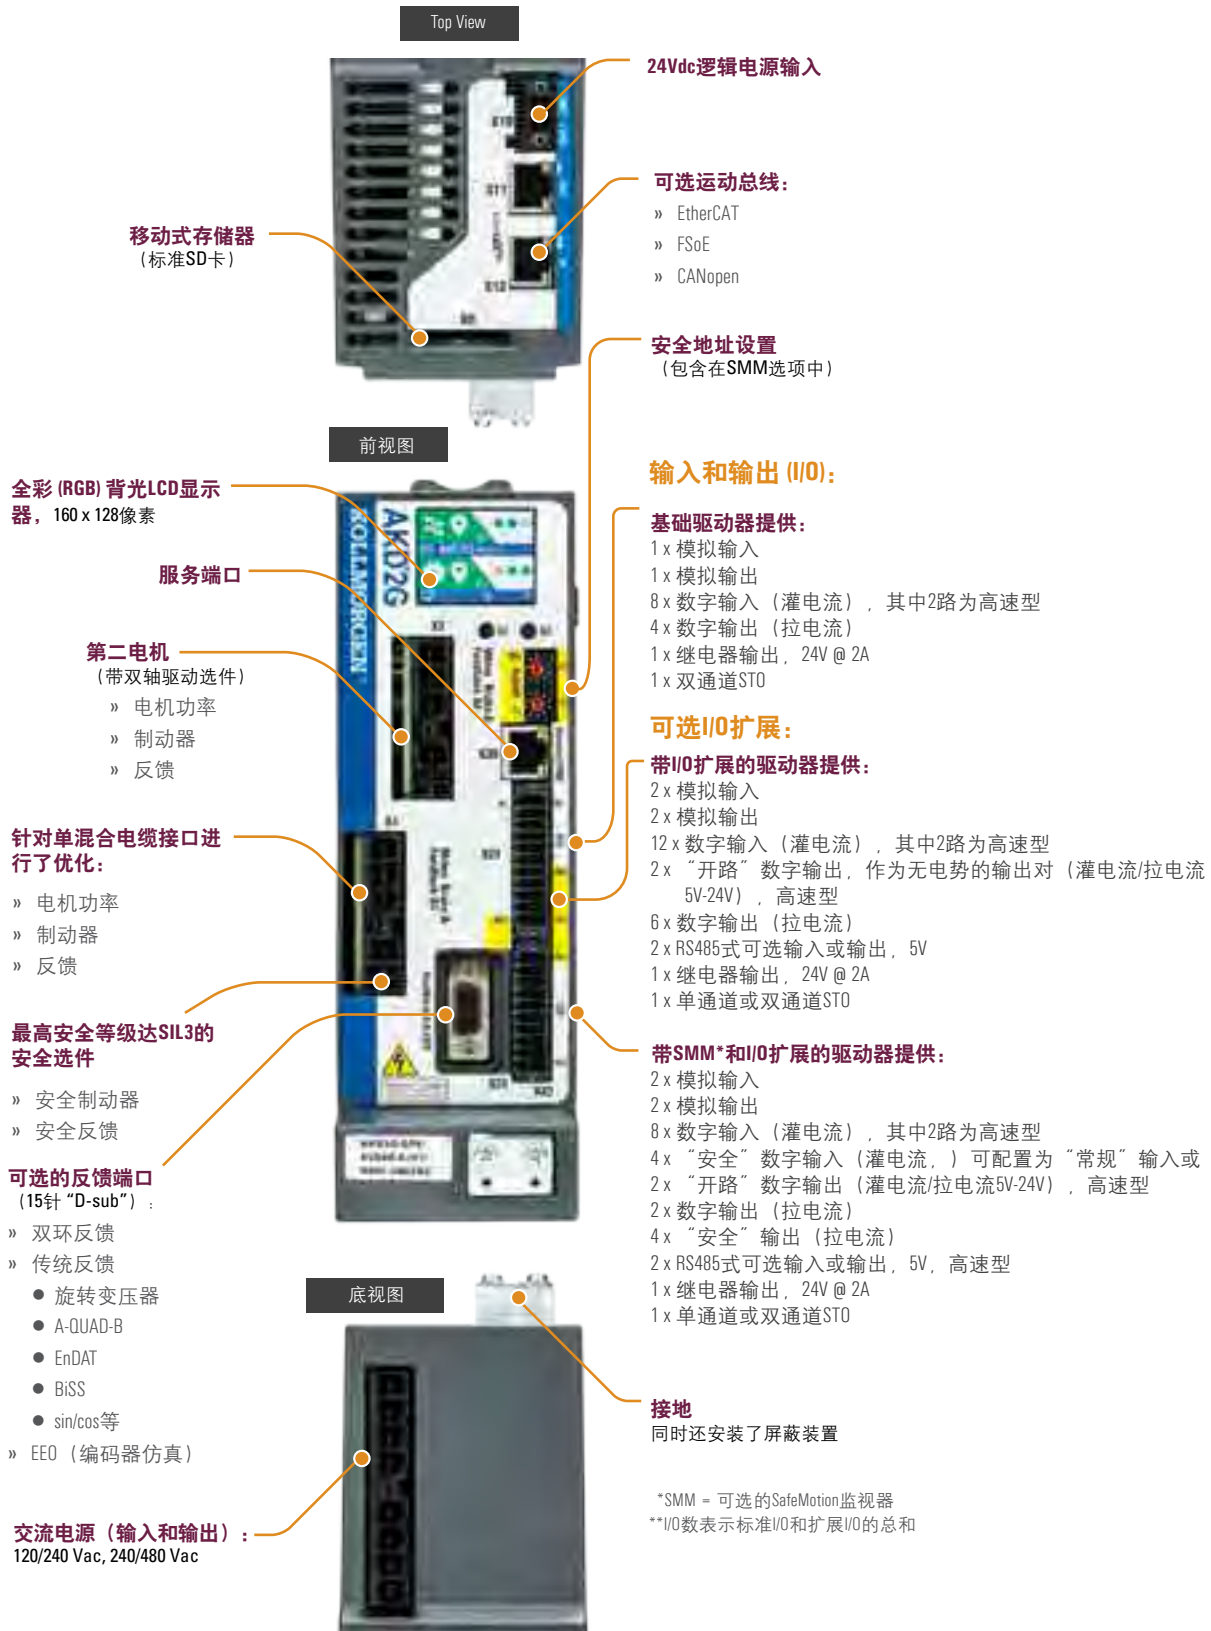 Top View
24Vdc逻辑电源输入
可选运动总线：
» EtherCAT
» FSoE
» CANopen
移动式存储器
（标准SD卡）
安全地址设置
（包含在SMM选项中）
前视图
全彩 (RGB) 背光LCD显示
器，160 x 128像素
服务端口
第二电机
（带双轴驱动选件）
» 电机功率
» 制动器
» 反馈
针对单混合电缆接口进
行了优化：
» 电机功率
» 制动器
» 反馈
最高安全等级达SIL3的
安全选件
» 安全制动器
» 安全反馈
可选的反馈端口
（15针 “D-sub”）：
» 双环反馈
» 传统反馈
● 旋转变压器
● A-QUAD-B
● EnDAT
● BiSS
● sin/cos等
» EEO（编码器仿真）
交流电源（输入和输出）：
120/240 Vac, 240/480 Vac
KOLLMORGEN
AKD2G
输入和输出 (I/O)：
基础驱动器提供：
1 x 模拟输入
1 x 模拟输出
8 x 数字输入（灌电流），其中2路为高速型
4 x 数字输出（拉电流）
1 x 继电器输出，24V @ 2A
1 x 双通道STO
可选I/O扩展：
带I/O扩展的驱动器提供：
2 x 模拟输入
2 x 模拟输出
12 x 数字输入（灌电流），其中2路为高速型
2 x “开路”数字输出，作为无电势的输出对（灌电流/拉电流
5V-24V），高速型
6 x 数字输出（拉电流）
2 x RS485式可选输入或输出，5V
1 x 继电器输出，24V @ 2A
1 x 单通道或双通道STO
带SMM*和I/O扩展的驱动器提供：
2 x 模拟输入
2 x 模拟输出
8 x 数字输入（灌电流），其中2路为高速型
4 x “安全”数字输入（灌电流，）可配置为“常规”输入或
2 x “开路”数字输出（灌电流/拉电流5V-24V），高速型
2 x 数字输出（拉电流）
4 x “安全”输出（拉电流）
2 x RS485式可选输入或输出，5V，高速型
1 x 继电器输出，24V @ 2A
1 x 单通道或双通道STO
底视图
接地
同时还安装了屏蔽装置
*SMM = 可选的SafeMotion监视器
**I/O数表示标准I/O和扩展I/O的总和